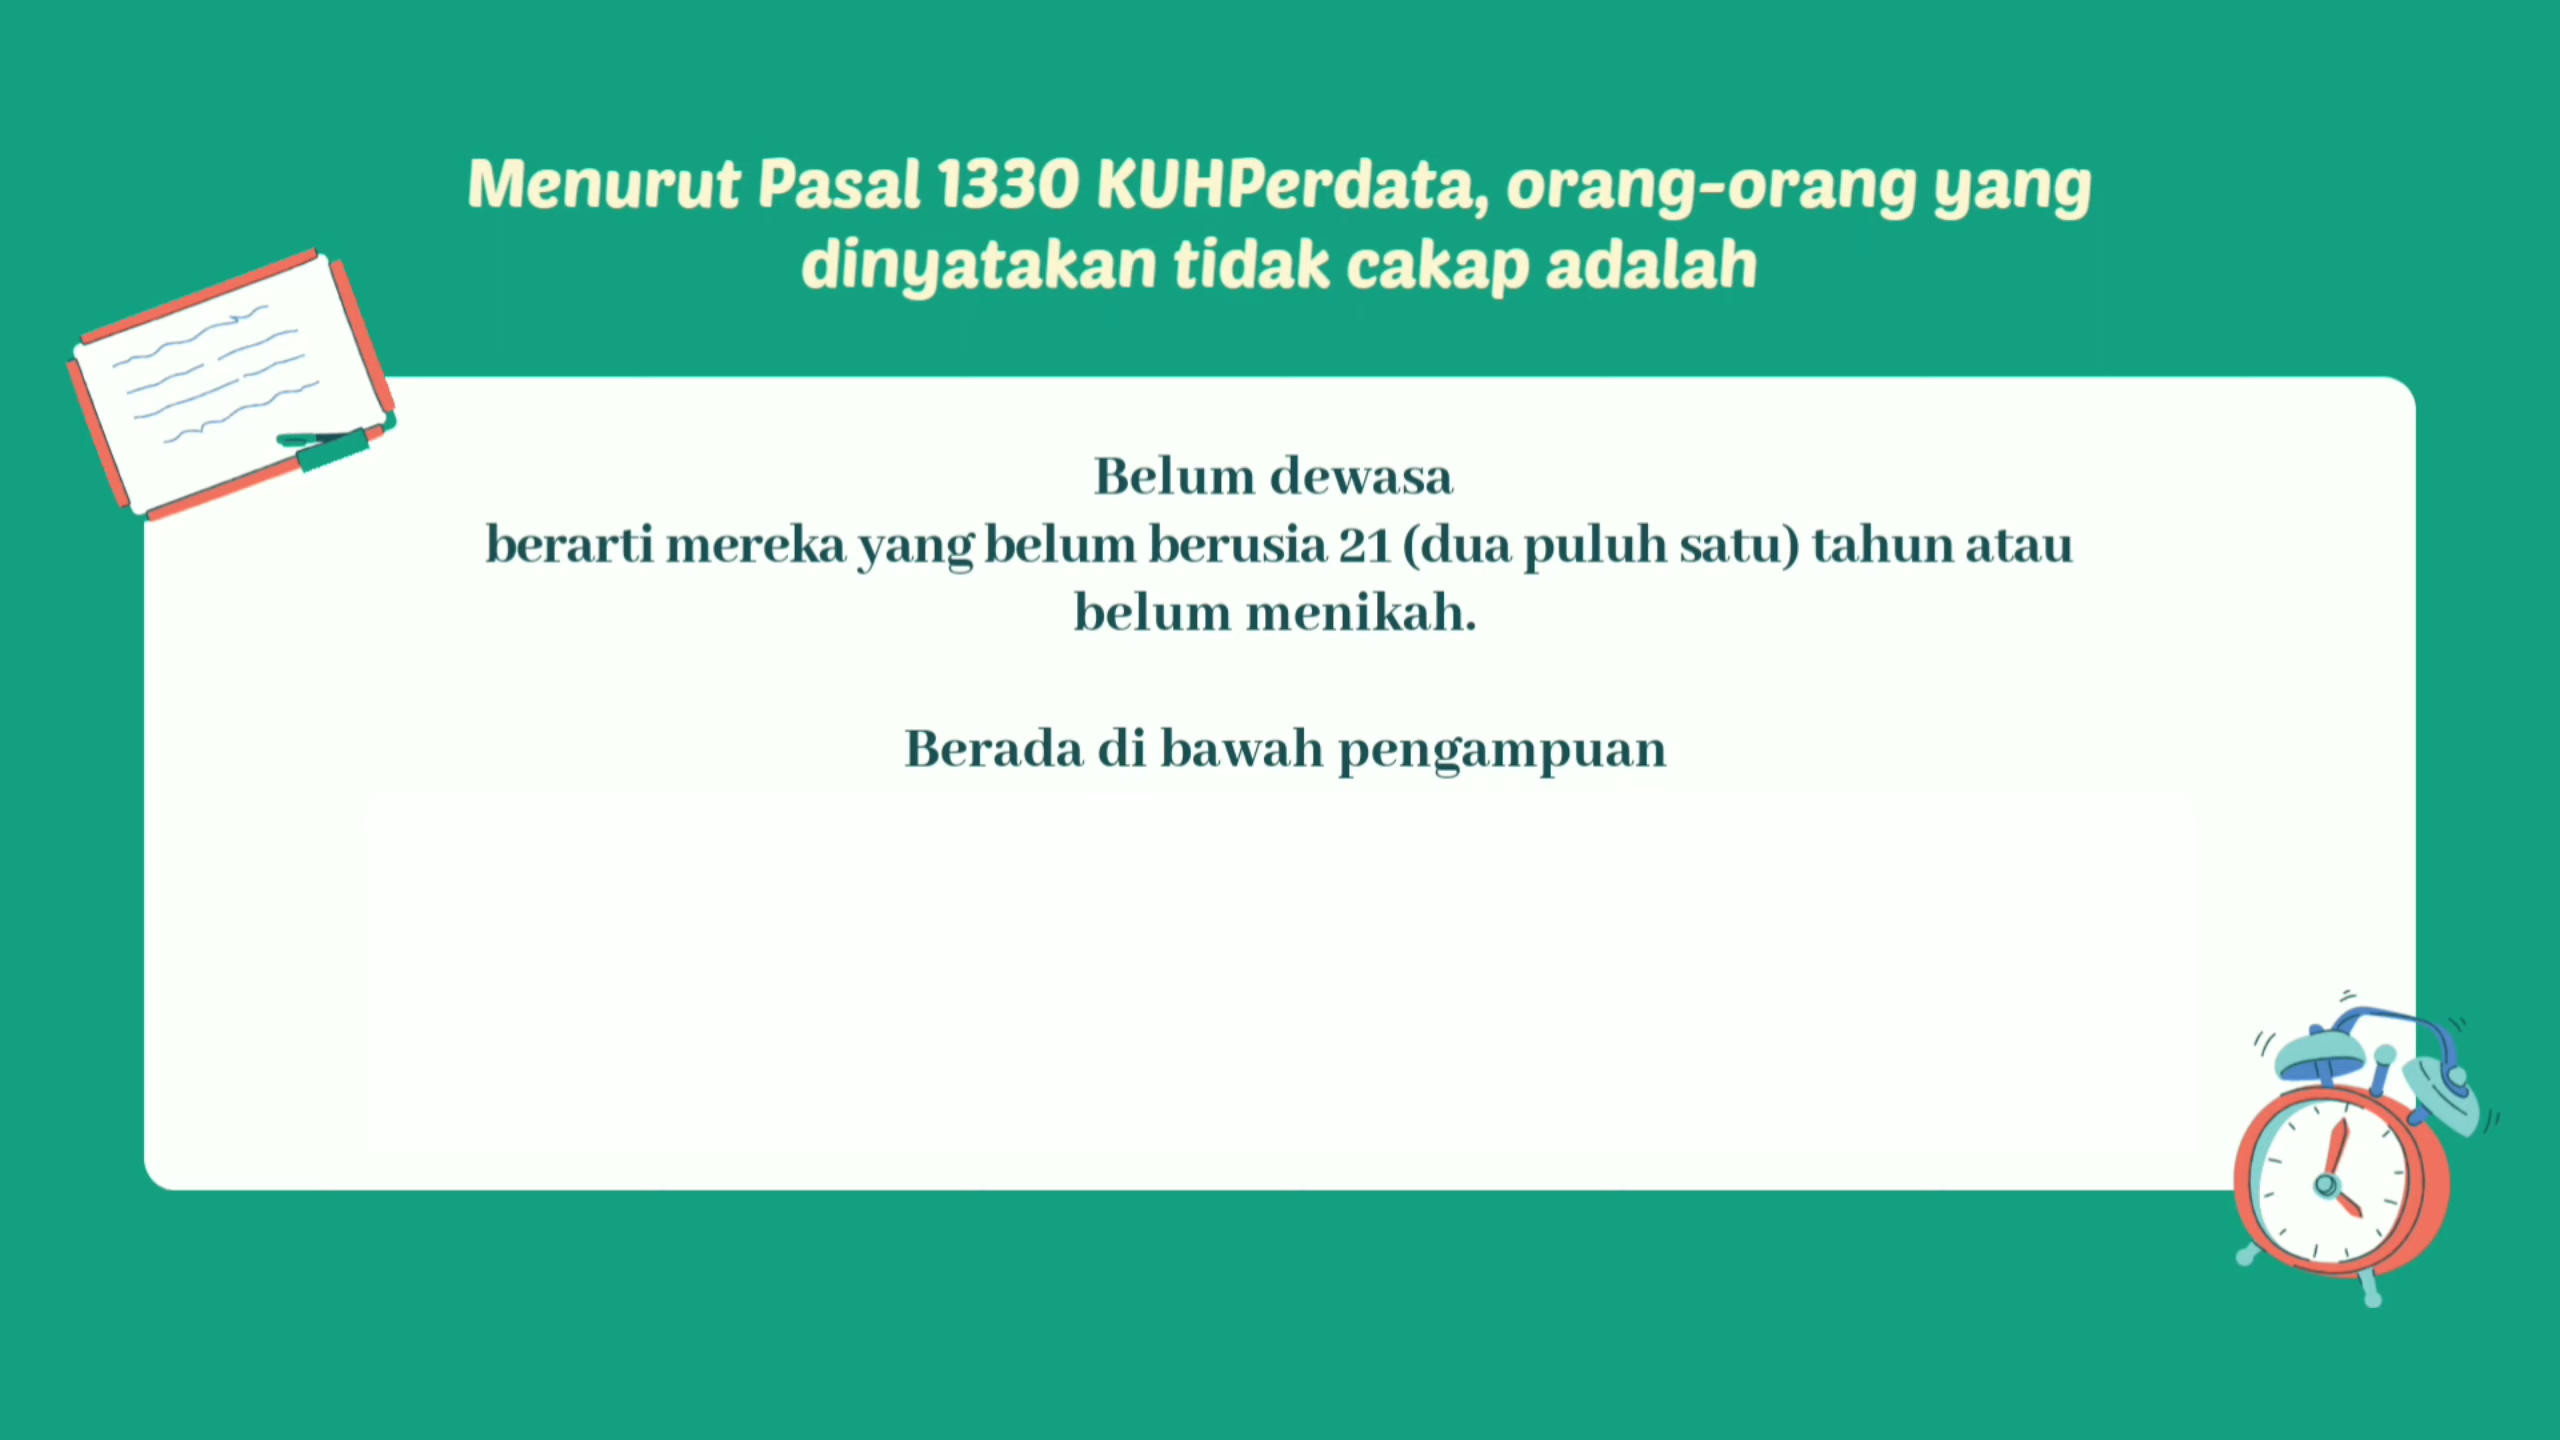 Menurut Pasal 1330 KUHPerdata, orang-orang yang
dinyatakan tidak cakap adalah
Belum dewasa
berarti mereka yang belum berusia 21 (dua puluh satu) tahun atau
belum menikah.
Berada di bawah pengampuan